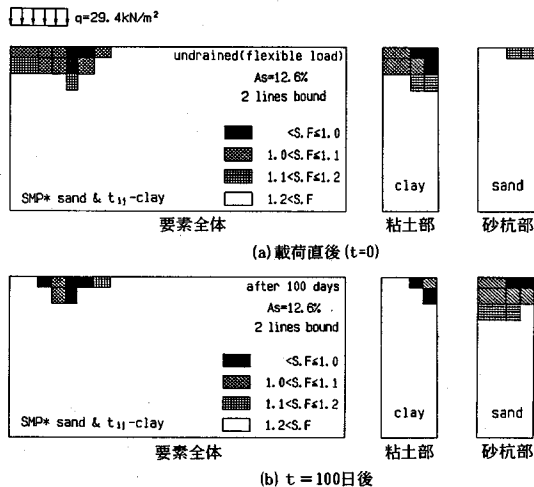 q=29.4kN/m²
undrained(flexible load)
As=12.6%
2 lines bound
<S.F≤1.0
1.0<S.F≤1.1
1.1<S.F≤1.2
1.2<S.F
SMP* sand & tij-clay
clay
sand
要素全体
粘土部
砂杭部
(a) 載荷直後 (t=0)
after 100 days
As=12.6%
2 lines bound
<S.F≤1.0
1.0<S.F≤1.1
1.1<S.F≤1.2
1.2<S.F
SMP* sand & tij-clay
clay
sand
要素全体
粘土部
砂杭部
(b) t=100日後